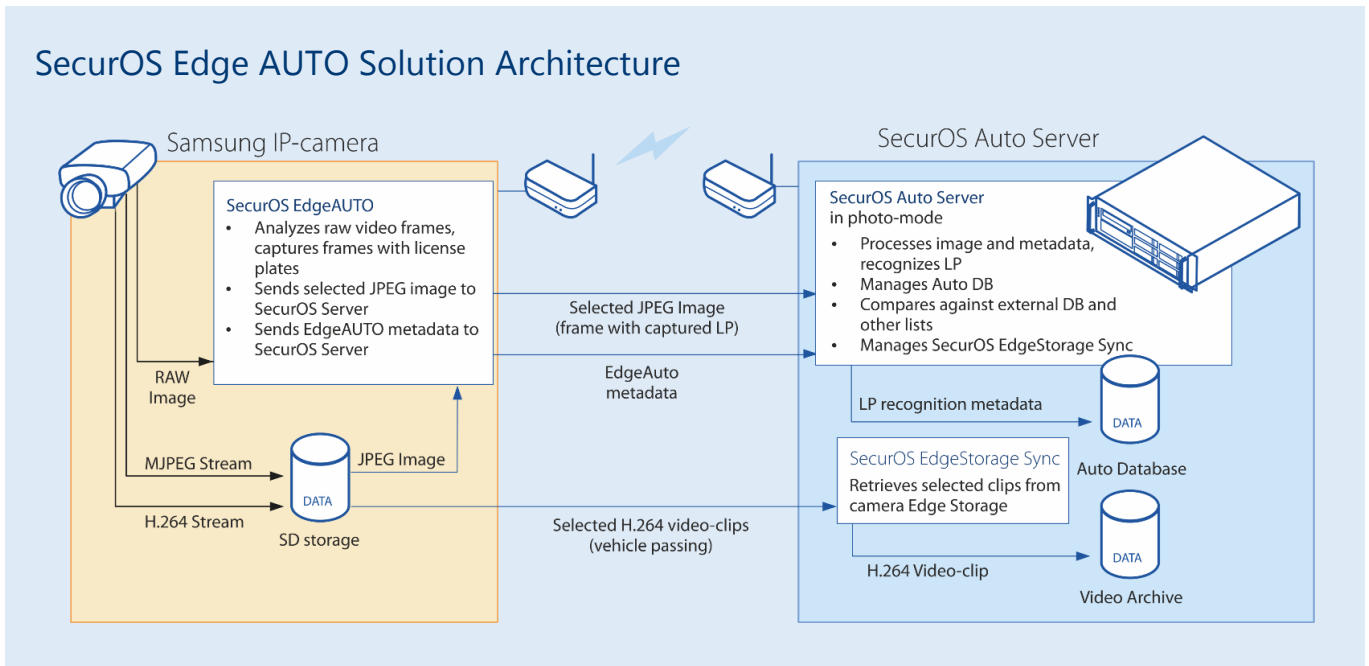 SecurOS Edge AUTO Solution Architecture
Samsung IP-camera
SecurOS EdgeAUTO
• Analyzes raw video frames,
captures frames with license
plates
• Sends selected JPEG image to
SecurOS Server
• Sends EdgeAUTO metadata to
SecurOS Server
RAW
Image
MJPEG Stream
H.264 Stream
DATA
SD storage
JPEG Image
Selected JPEG Image
(frame with captured LP)
EdgeAuto
metadata
Selected H.264 video-clips
(vehicle passing)
SecurOS Auto Server
SecurOS Auto Server
in photo-mode
• Processes image and metadata,
recognizes LP
• Manages Auto DB
• Compares against external DB and
other lists
• Manages SecurOS EdgeStorage Sync
LP recognition metadata
DATA
Auto Database
SecurOS EdgeStorage Sync
Retrieves selected clips from
camera Edge Storage
H.264 Video-clip
DATA
Video Archive